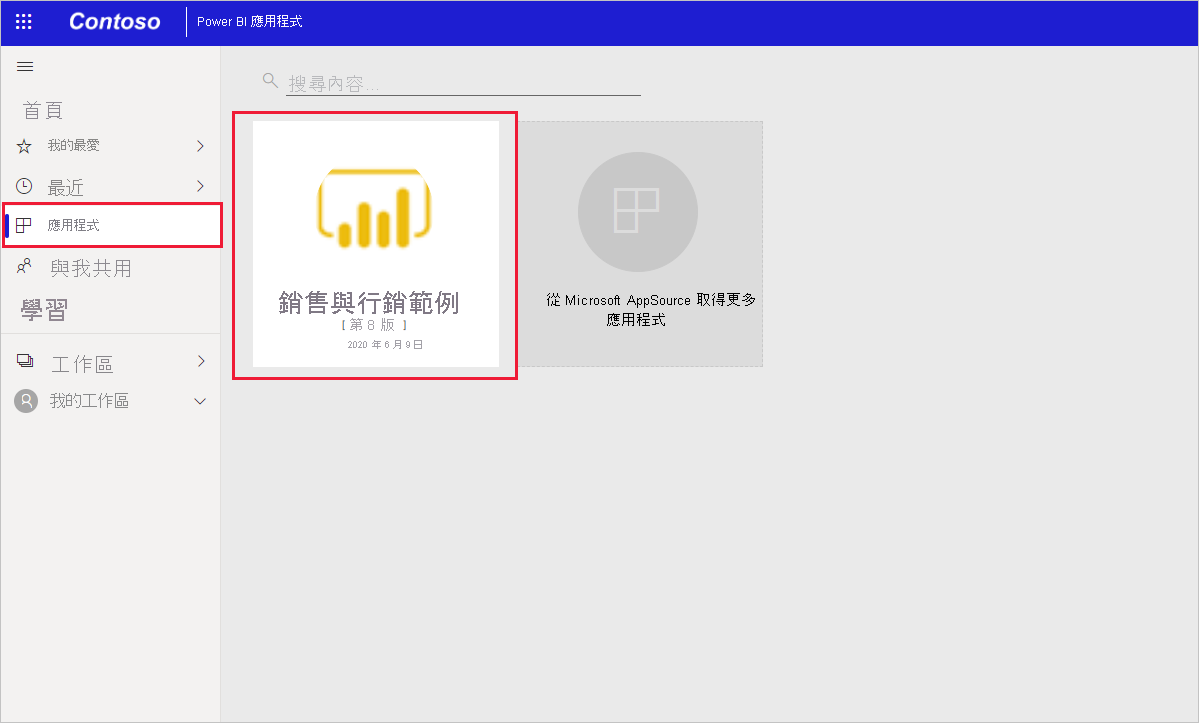 Contoso
Power BI 應用程式
搜尋內容...
首頁
我的最愛
最近
應用程式
與我共用
學習
工作區
我的工作區
銷售與行銷範例
[ 第 8 版 ]
2020 年 6 月 9 日
從 Microsoft AppSource 取得更多
應用程式